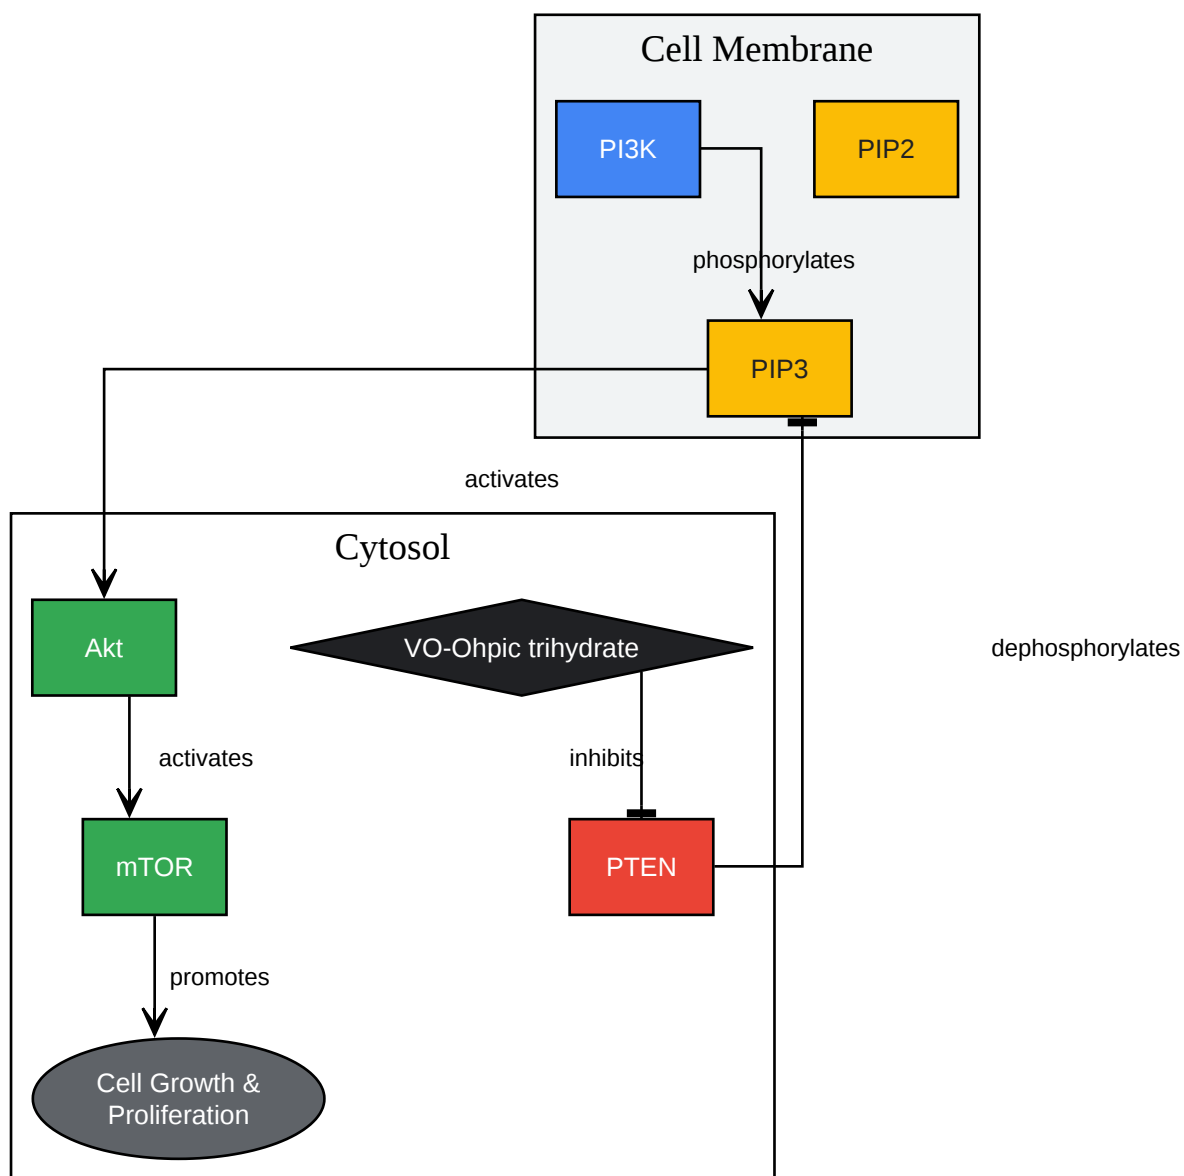 Cell Membrane
PI3K
PIP2
phosphorylates
PIP3
activates
Cytosol
Akt
VO-Ohpic trihydrate
dephosphorylates
activates
inhibits
mTOR
PTEN
promotes
Cell Growth &
Proliferation